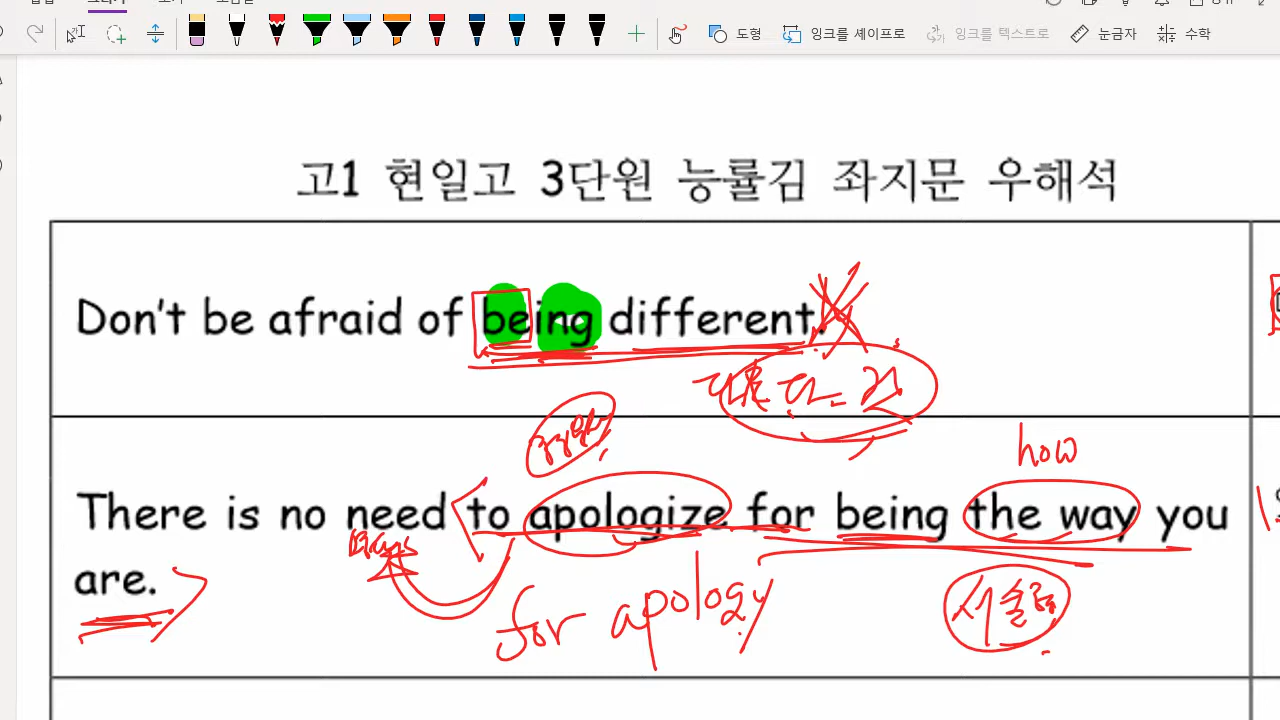 도형 잉크를 셰이프로 잉크를 텍스트로 눈금자 수학
고1 현일고 3단원 능률김 좌지문 우해석
Don't be afraid of being different.
how
There is no need to apologize for being the way you
are.
for apology
서술형